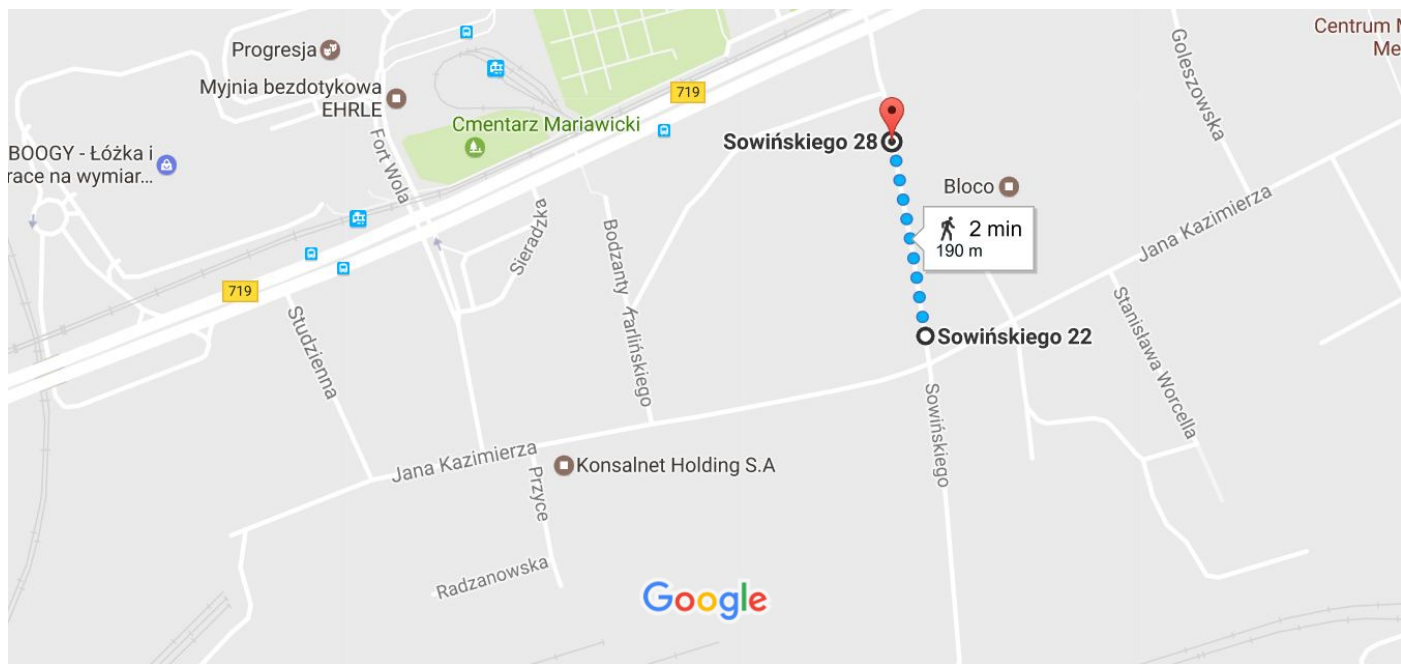 Centrum M
Me
Goleszowska
Progresja
Myjnia bezdotykowa
EHRLE
719
Cmentarz Mariawicki
Sowińskiego 28
BOOGY - Łóżka i
race na wymiar...
Fort Wola
Bloco
2 min
190 m
Jana Kazimierza
Sieradzka
Bodzanty
719
Studzienna
Tarlińskiego
Sowińskiego 22
Stanisława Worcella
Sowińskiego
Jana Kazimierza
Konsalnet Holding S.A
Przyce
Radzanowska
Google